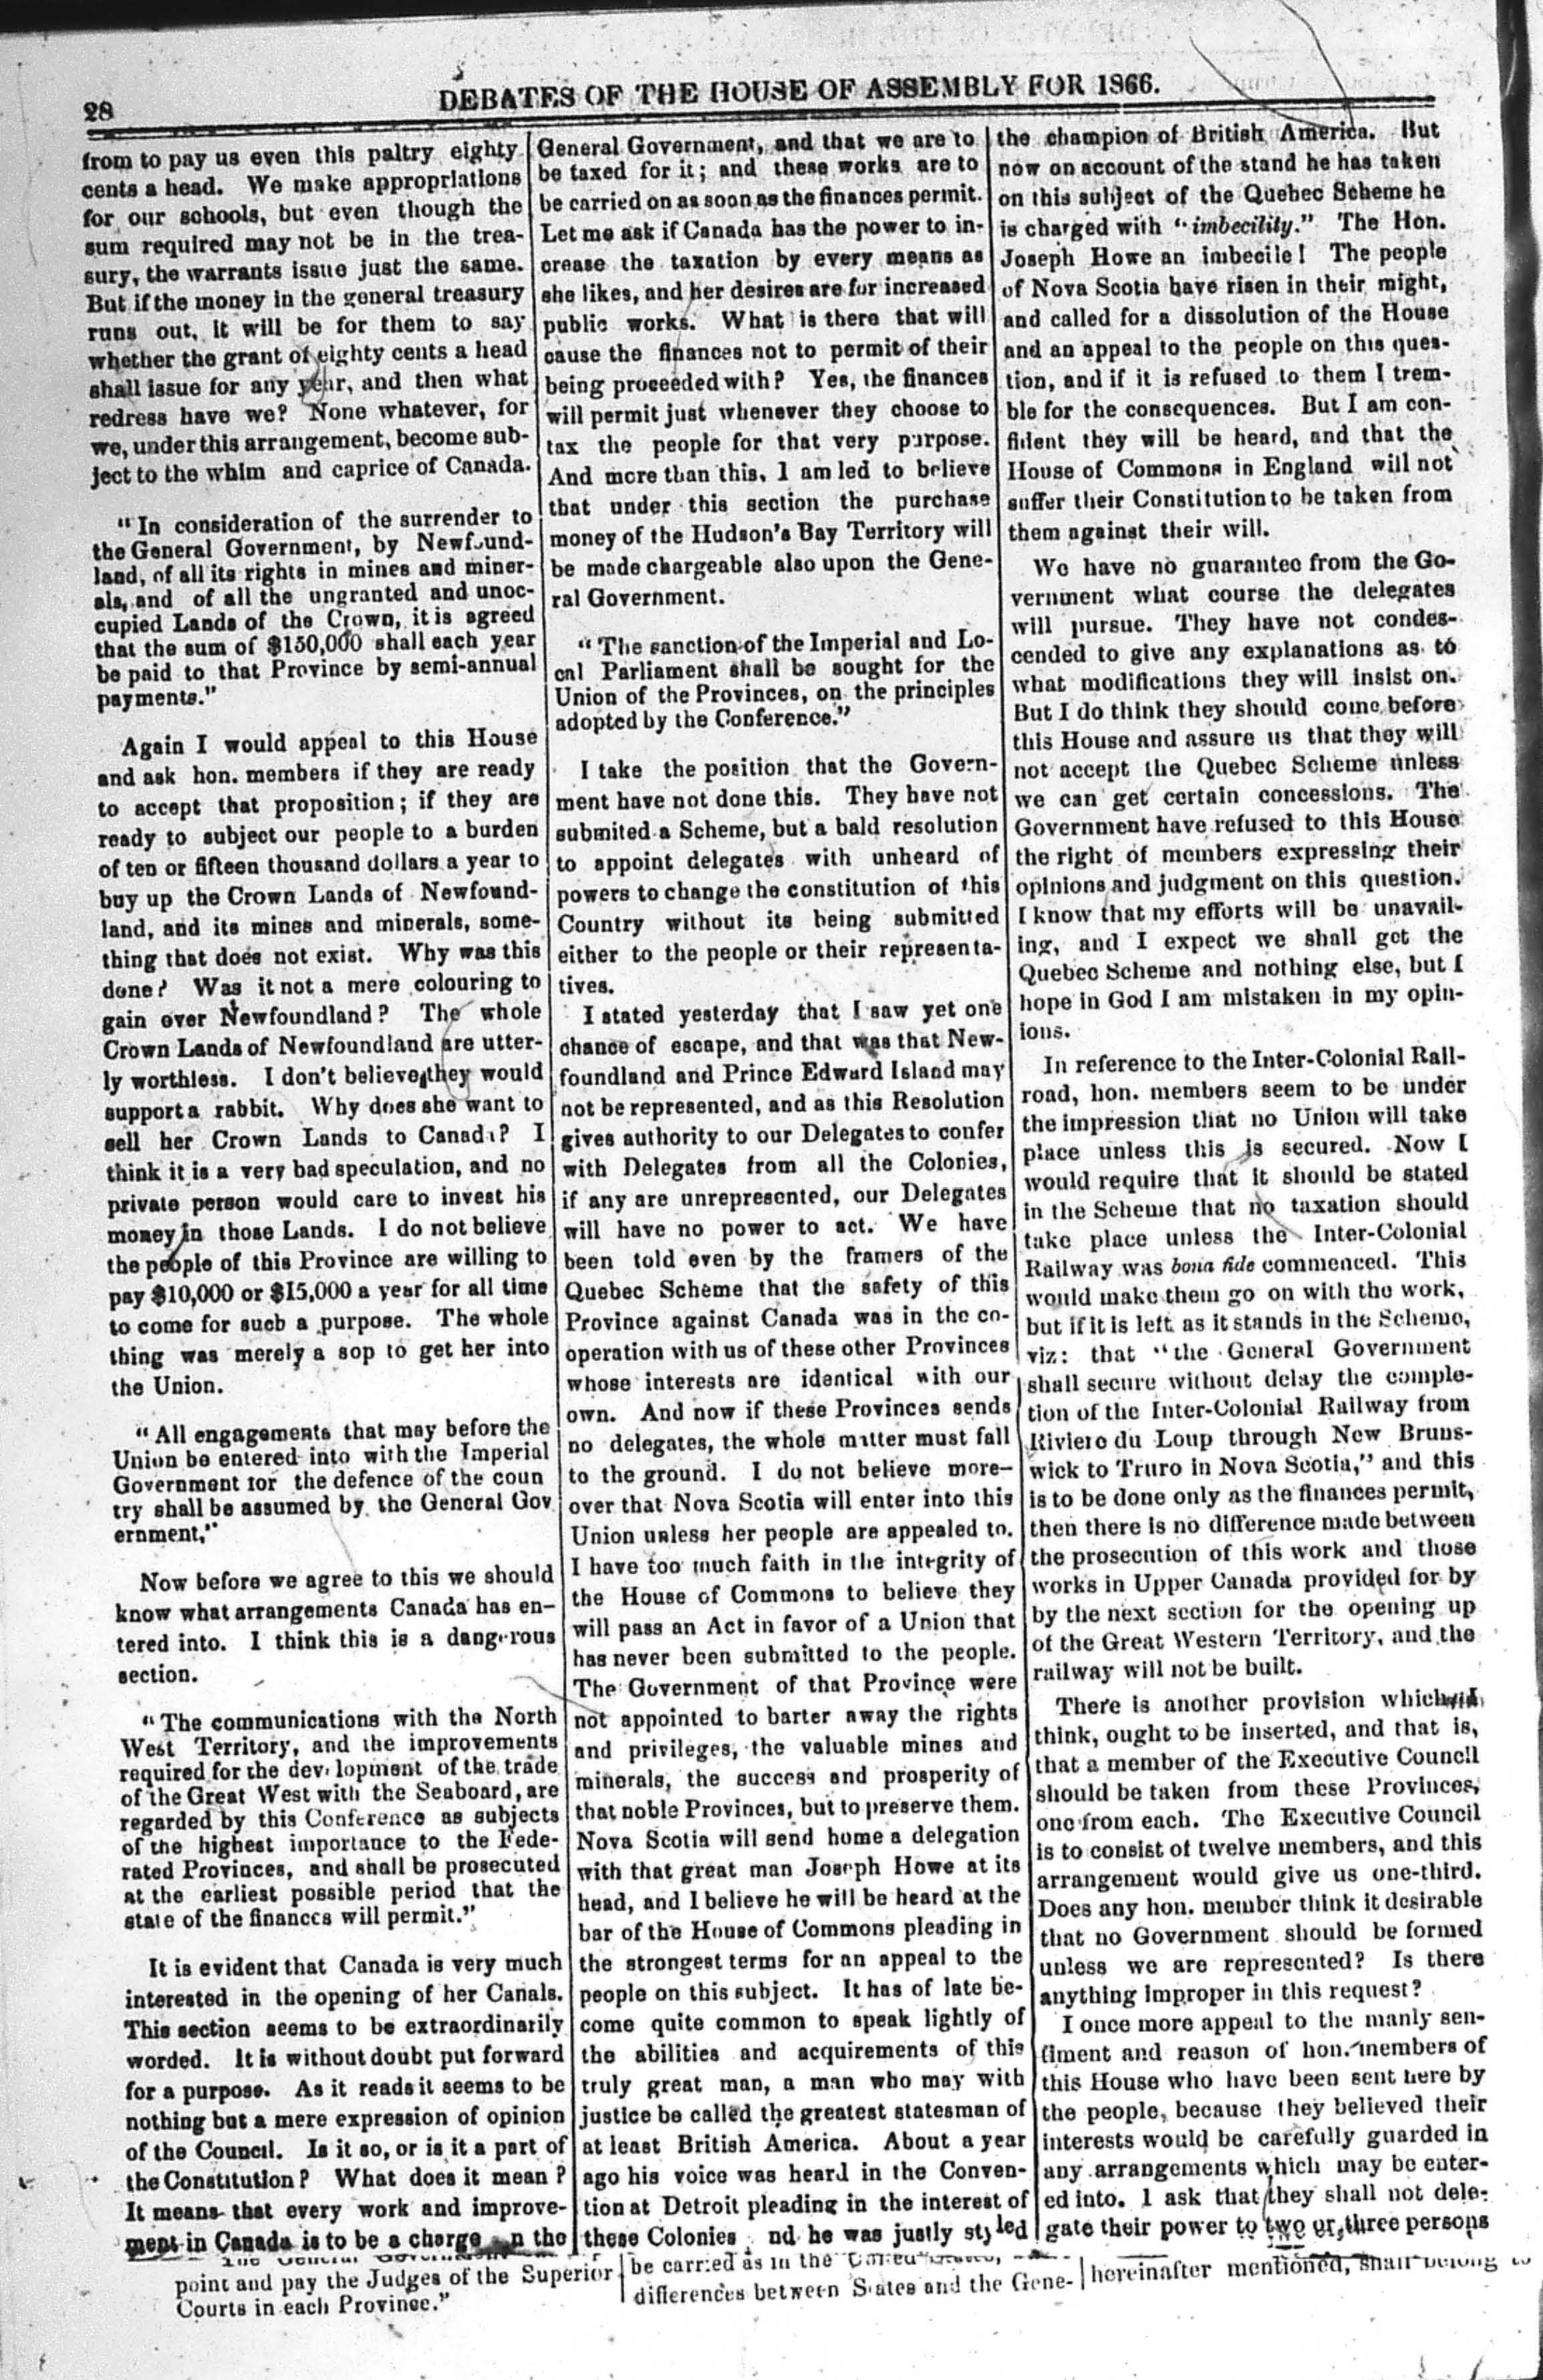 28
DEBATES OF THE HOUSE OF ASSEMBLY FOR 1866.
from to pay us even this paltry eighty
cents a head. We make appropriations
for our schools, but even though the
sum required may not be in the trea-
sury, the warrants issue just the same.
But if the money in the general treasury
runs out, it will be for them to say
whether the grant of eighty cents a head
shall issue for any year, and then what
redress have we? None whatever, for
we, under this arrangement, become sub-
ject to the whim and caprice of Canada.
"In consideration of the surrender to
the General Government, by Newfound-
land, of all its rights in mines and miner-
als, and of all the ungranted and unoc-
cupied Lands of the Crown, it is agreed
that the sum of $150,000 shall each year
be paid to that Province by semi-annual
payments."
Again I would appeal to this House
and ask hon. members if they are ready
to accept that proposition; if they are
ready to subject our people to a burden
of ten or fifteen thousand dollars a year to
buy up the Crown Lands of Newfound-
land, and its mines and minerals, some-
thing that does not exist. Why was this
done? Was it not a mere colouring to
gain over Newfoundland? The whole
Crown Lands of Newfoundland are utter-
ly worthless. I don't believe they would
support a rabbit. Why does she want to
sell her Crown Lands to Canada? I
think it is a very bad speculation, and no
private person would care to invest his
money in those Lands. I do not believe
the people of this Province are willing to
pay $10,000 or $15,000 a year for all time
to come for such a purpose. The whole
thing was merely a sop to get her into
the Union.
"All engagements that may before the
Union be entered into with the Imperial
Government for the defence of the coun
try shall be assumed by the General Gov
ernment,"
Now before we agree to this we should
know what arrangements Canada has en-
tered into. I think this is a dangerous
section.
"The communications with the North
West Territory, and the improvements
required for the development of the trade
of the Great West with the Seaboard, are
regarded by this Conference as subjects
of the highest importance to the Fede-
rated Provinces, and shall be prosecuted
at the earliest possible period that the
state of the finances will permit."
It is evident that Canada is very much
interested in the opening of her Canals.
This section seems to be extraordinarily
worded. It is without doubt put forward
for a purpose. As it reads it seems to be
nothing but a mere expression of opinion
of the Council. Is it so, or is it a part of
the Constitution? What does it mean?
It means that every work and improve-
ment in Canada is to be a charge on the
General Government, and that we are to
be taxed for it; and these works are to
be carried on as soon as the finances permit.
Let me ask if Canada has the power to in-
crease the taxation by every means as
she likes, and her desires are for increased
public works. What is there that will
cause the finances not to permit of their
being proceeded with? Yes, the finances
will permit just whenever they choose to
tax the people for that very purpose.
And more than this, I am led to believe
that under this section the purchase
money of the Hudson's Bay Territory will
be made chargeable also upon the Gene-
ral Government.
"The sanction of the Imperial and Lo-
cal Parliament shall be sought for the
Union of the Provinces, on the principles
adopted by the Conference."
I take the position that the Govern-
ment have not done this. They have not
submited a Scheme, but a bald resolution
to appoint delegates with unheard of
powers to change the constitution of this
Country without its being submitted
either to the people or their representa-
tives.
I stated yesterday that I saw yet one
chance of escape, and that was that New-
foundland and Prince Edward Island may
not be represented, and as this Resolution
gives authority to our Delegates to confer
with Delegates from all the Colonies,
if any are unrepresented, our Delegates
will have no power to act. We have
been told even by the framers of the
Quebec Scheme that the safety of this
Province against Canada was in the co-
operation with us of these other Provinces
whose interests are identical with our
own. And now if these Provinces sends
no delegates, the whole matter must fall
to the ground. I do not believe more-
over that Nova Scotia will enter into this
Union unless her people are appealed to.
I have too much faith in the integrity of
the House of Commons to believe they
will pass an Act in favor of a Union that
has never been submitted to the people.
The Government of that Province were
not appointed to barter away the rights
and privileges, the valuable mines and
minerals, the success and prosperity of
that noble Provinces, but to preserve them.
Nova Scotia will send home a delegation
with that great man Joseph Howe at its
head, and I believe he will be heard at the
bar of the House of Commons pleading in
the strongest terms for an appeal to the
people on this subject. It has of late be-
come quite common to speak lightly of
the abilities and acquirements of this
truly great man, a man who may with
justice be called the greatest statesman of
at least British America. About a year
ago his voice was heard in the Conven-
tion at Detroit pleading in the interest of
these Colonies, nd he was justly styled
the champion of British America. But
now on account of the stand he has taken
on this subject of the Quebec Scheme he
is charged with "imbecility." The Hon.
Joseph Howe an imbecile! The people
of Nova Scotia have risen in their might,
and called for a dissolution of the House
and an appeal to the people on this ques-
tion, and if it is refused to them I trem-
ble for the consequences. But I am con-
fident they will be heard, and that the
House of Commons in England will not
suffer their Constitution to be taken from
them against their will.
We have no guarantee from the Go-
vernment what course the delegates
will pursue. They have not condes-
cended to give any explanations as to
what modifications they will insist on.
But I do think they should come before
this House and assure us that they will
not accept the Quebec Scheme unless
we can get certain concessions. The
Government have refused to this House
the right of members expressing their
opinions and judgment on this question.
I know that my efforts will be unavail-
ing, and I expect we shall get the
Quebec Scheme and nothing else, but I
hope in God I am mistaken in my opin-
ions.
In reference to the Inter-Colonial Rail-
road, hon. members seem to be under
the impression that no Union will take
place unless this is secured. Now I
would require that it should be stated
in the Scheme that no taxation should
take place unless the Inter-Colonial
Railway was bona fide commenced. This
would make them go on with the work,
but if it is left as it stands in the Scheme,
viz: that "the General Government
shall secure without delay the comple-
tion of the Inter-Colonial Railway from
Riviere du Loup through New Bruns-
wick to Truro in Nova Scotia," and this
is to be done only as the finances permit,
then there is no difference made between
the prosecution of this work and those
works in Upper Canada provided for by
by the next section for the opening up
of the Great Western Territory, and the
railway will not be built.
There is another provision which I
think, ought to be inserted, and that is,
that a member of the Executive Council
should be taken from these Provinces,
one from each. The Executive Council
is to consist of twelve members, and this
arrangement would give us one-third.
Does any hon. member think it desirable
that no Government should be formed
unless we are represented? Is there
anything improper in this request?
I once more appeal to the manly sen-
timent and reason of hon. members of
this House who have been sent here by
the people, because they believed their
interests would be carefully guarded in
any arrangements which may be enter-
ed into. I ask that they shall not dele-
gate their power to two or three persons
point and pay the Judges of the Superior
Courts in each Province."
be carried as in the
differences between States and the Gene-
hereinafter mentioned, shall belong to